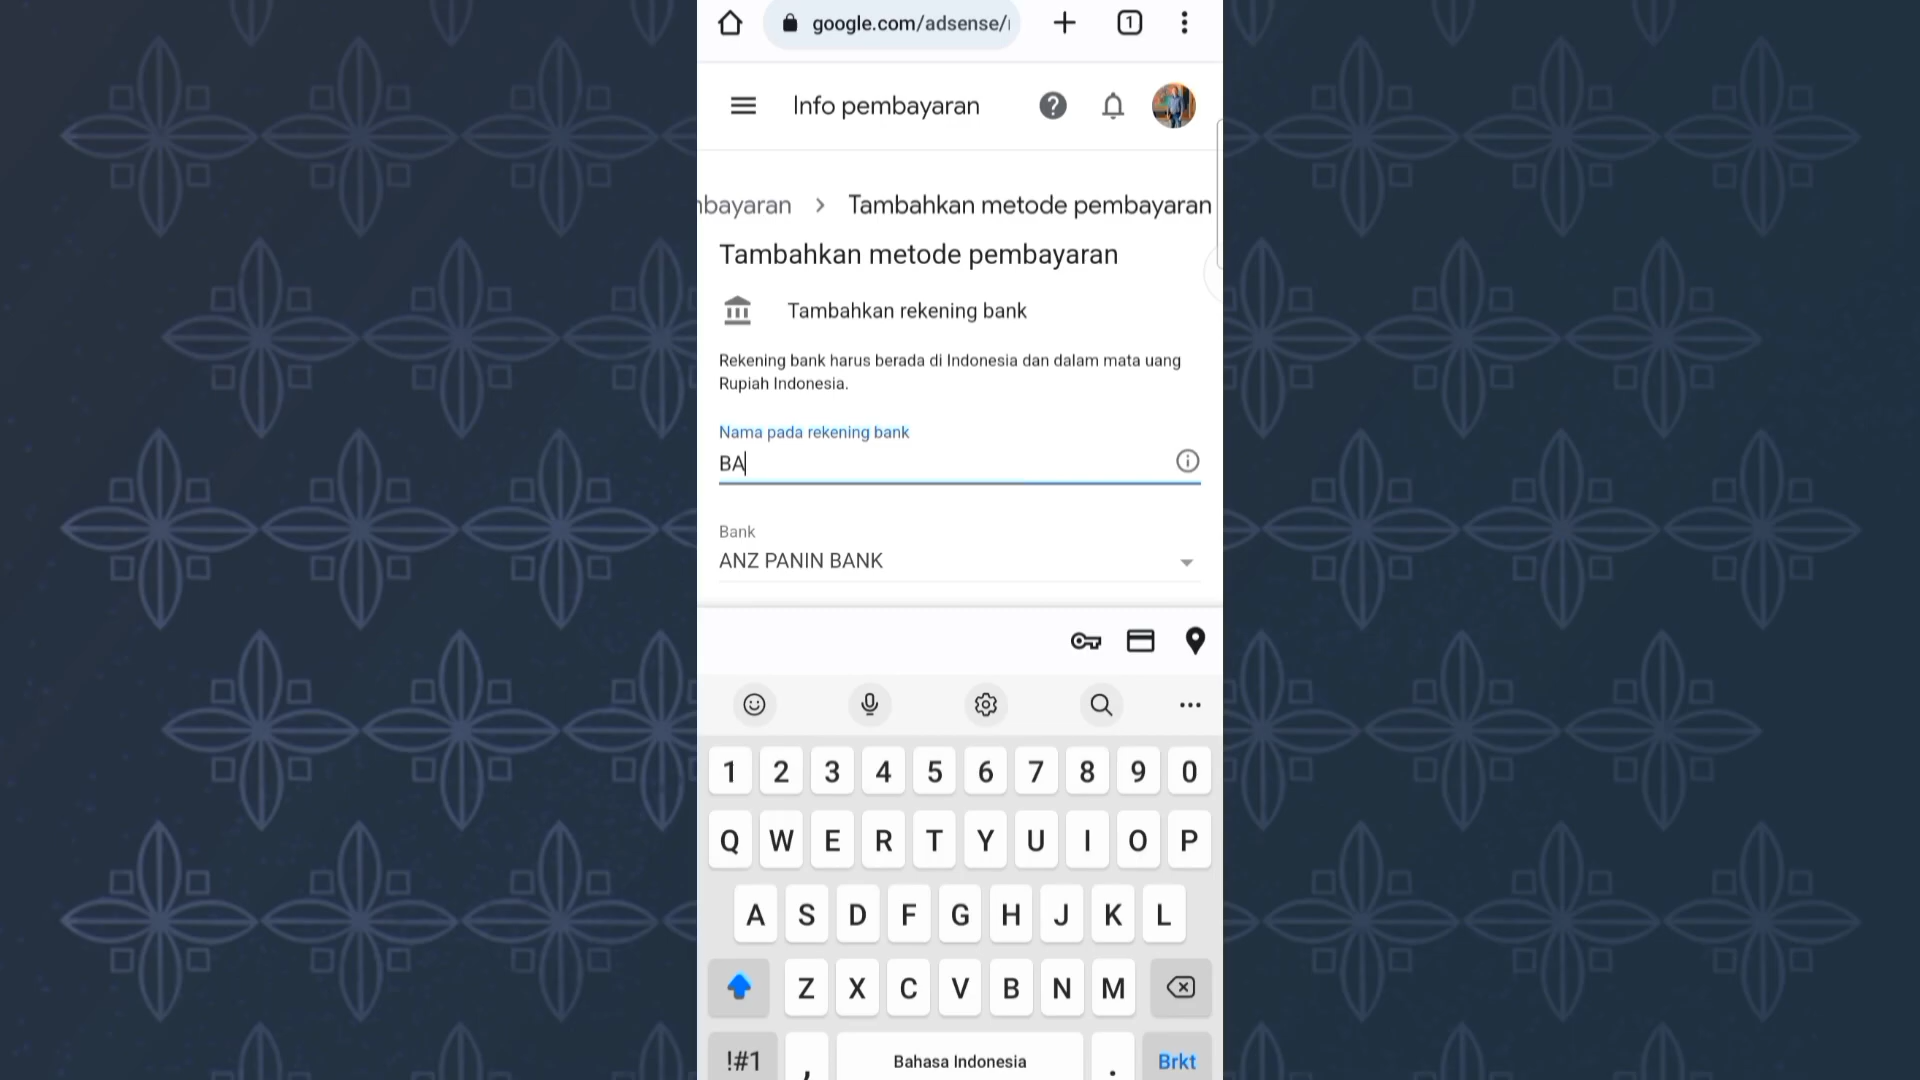 google.com/adsense/
1
Info pembayaran
bayaran > Tambahkan metode pembayaran
Tambahkan metode pembayaran
Tambahkan rekening bank
Rekening bank harus berada di Indonesia dan dalam mata uang
Rupiah Indonesia.
Nama pada rekening bank
BA
Bank
ANZ PANIN BANK
1 2 3 4 5 6 7 8 9 0
Q W E R T Y U I O P
A S D F G H J K L
Z X C V B N M
!#1 , Bahasa Indonesia . Brkt